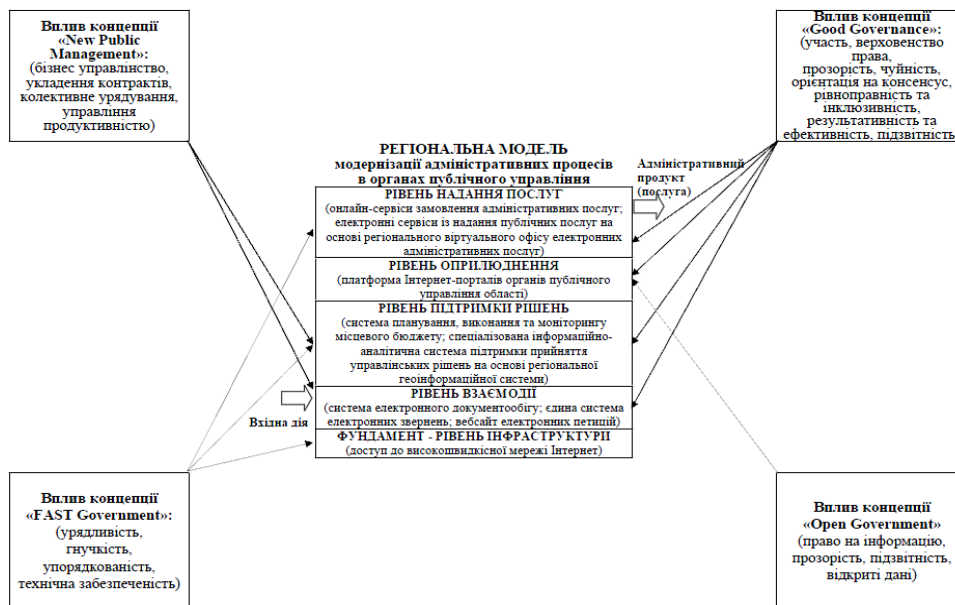 Вплив концепції
«New Public
Management»:
(бізнес управлінство,
укладення контрактів,
колективне урядування,
управління
продуктивністю)
Вплив концепції
«Good Governance»:
(участь, верховенство
права,
прозорість, чуйність,
орієнтація на консенсус,
рівноправність та
інклюзивність,
результативність та
ефективність, підзвітність
РЕГІОНАЛЬНА МОДЕЛЬ
модернізації адміністративних процесів
в органах публічного управління
Адміністративний
продукт
(послуга)
РІВЕНЬ НАДАННЯ ПОСЛУГ
(онлайн-сервіси замовлення адміністративних послуг;
електронні сервіси із надання публічних послуг на
основі регіонального віртуального офісу електронних
адміністративних послуг)
РІВЕНЬ ОПРИЛЮДНЕННЯ
(платформа Інтернет-порталів органів публічного
управління області)
РІВЕНЬ ПІДТРИМКИ РІШЕНЬ
(система планування, виконання та моніторингу
місцевого бюджету; спеціалізована інформаційно-
аналітична система підтримки прийняття
управлінських рішень на основі регіональної
геоінформаційної системи)
Вхідна дія
РІВЕНЬ ВЗАЄМОДІЇ
(система електронного документообігу; єдина система
електронних звернень; вебсайт електронних петицій)
ФУНДАМЕНТ - РІВЕНЬ ІНФРАСТРУКТУРИ
(доступ до високошвидкісної мережі Інтернет)
Вплив концепції
«FAST Government»:
(урядливість,
гнучкість,
упорядкованість,
технічна забезпеченість)
Вплив концепції
«Open Government»
(право на інформацію,
прозорість, підзвітність,
відкриті дані)